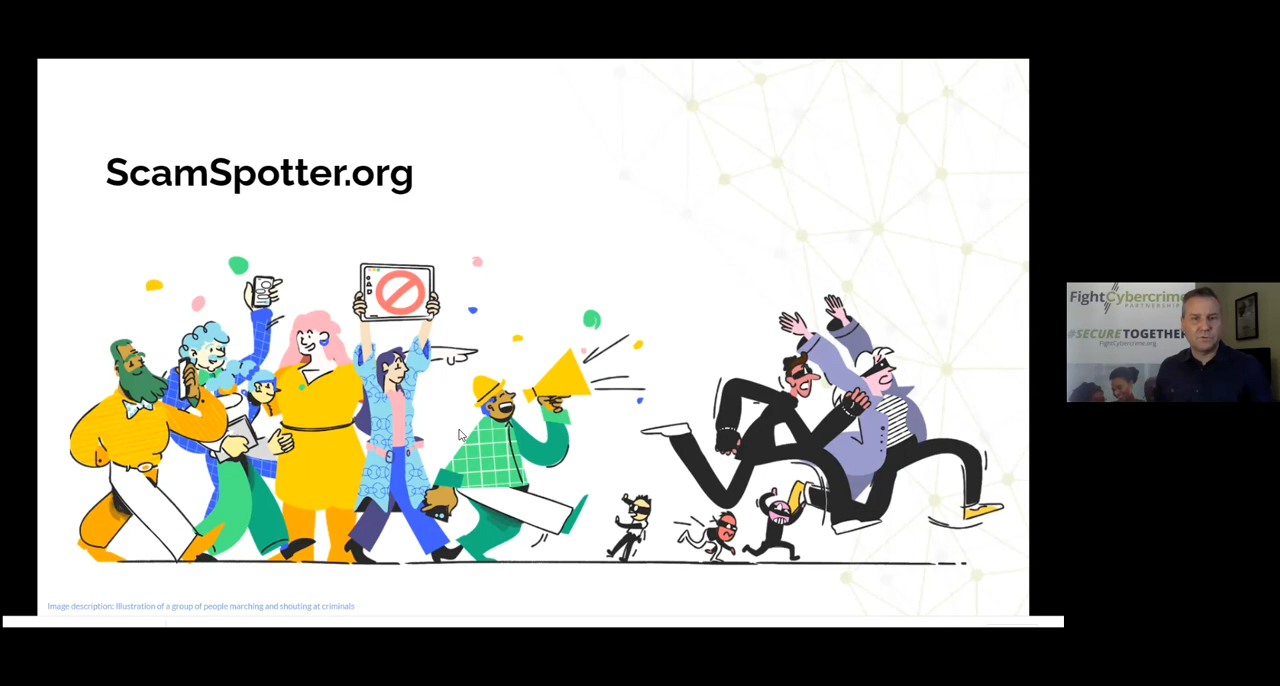 ScamSpotter.org
Image description: Illustration of a group of people marching and shouting at criminals
FightCybercrime
PARTNERSHIP
#SECURETOGETHER
FightCybercrime.org